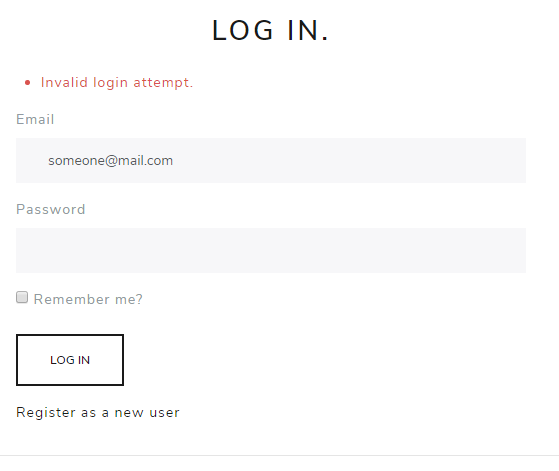 LOG IN.
Invalid login attempt.
Email
someone@mail.com
Password
Remember me?
LOG IN
Register as a new user